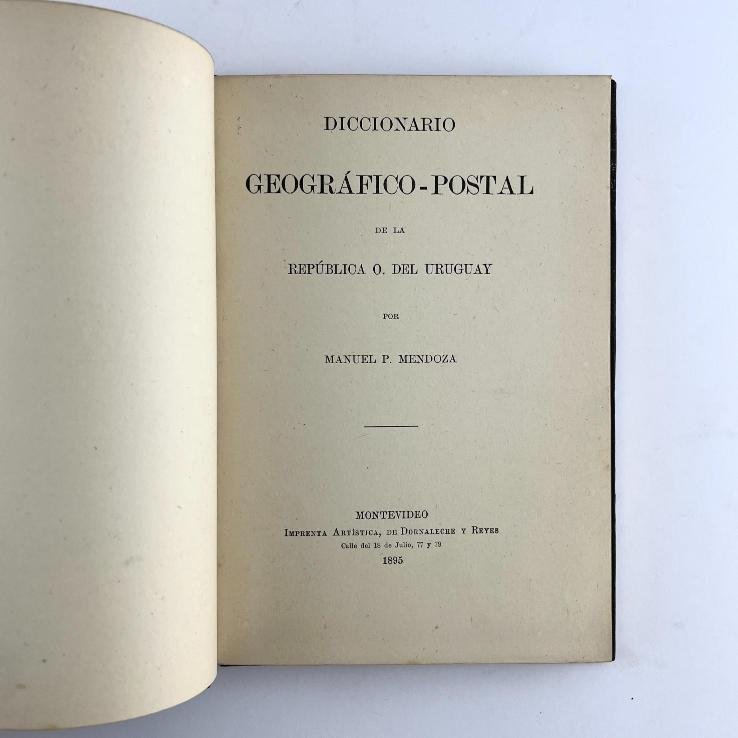 DICCIONARIO
GEOGRÁFICO-POSTAL
DE LA
REPÚBLICA O. DEL URUGUAY
POR
MANUEL P. MENDOZA
MONTEVIDEO
IMPRENTA ARTÍSTICA, DE DORNALECHE Y REYES
Calle del 18 de Julio, 77 y 79
1895